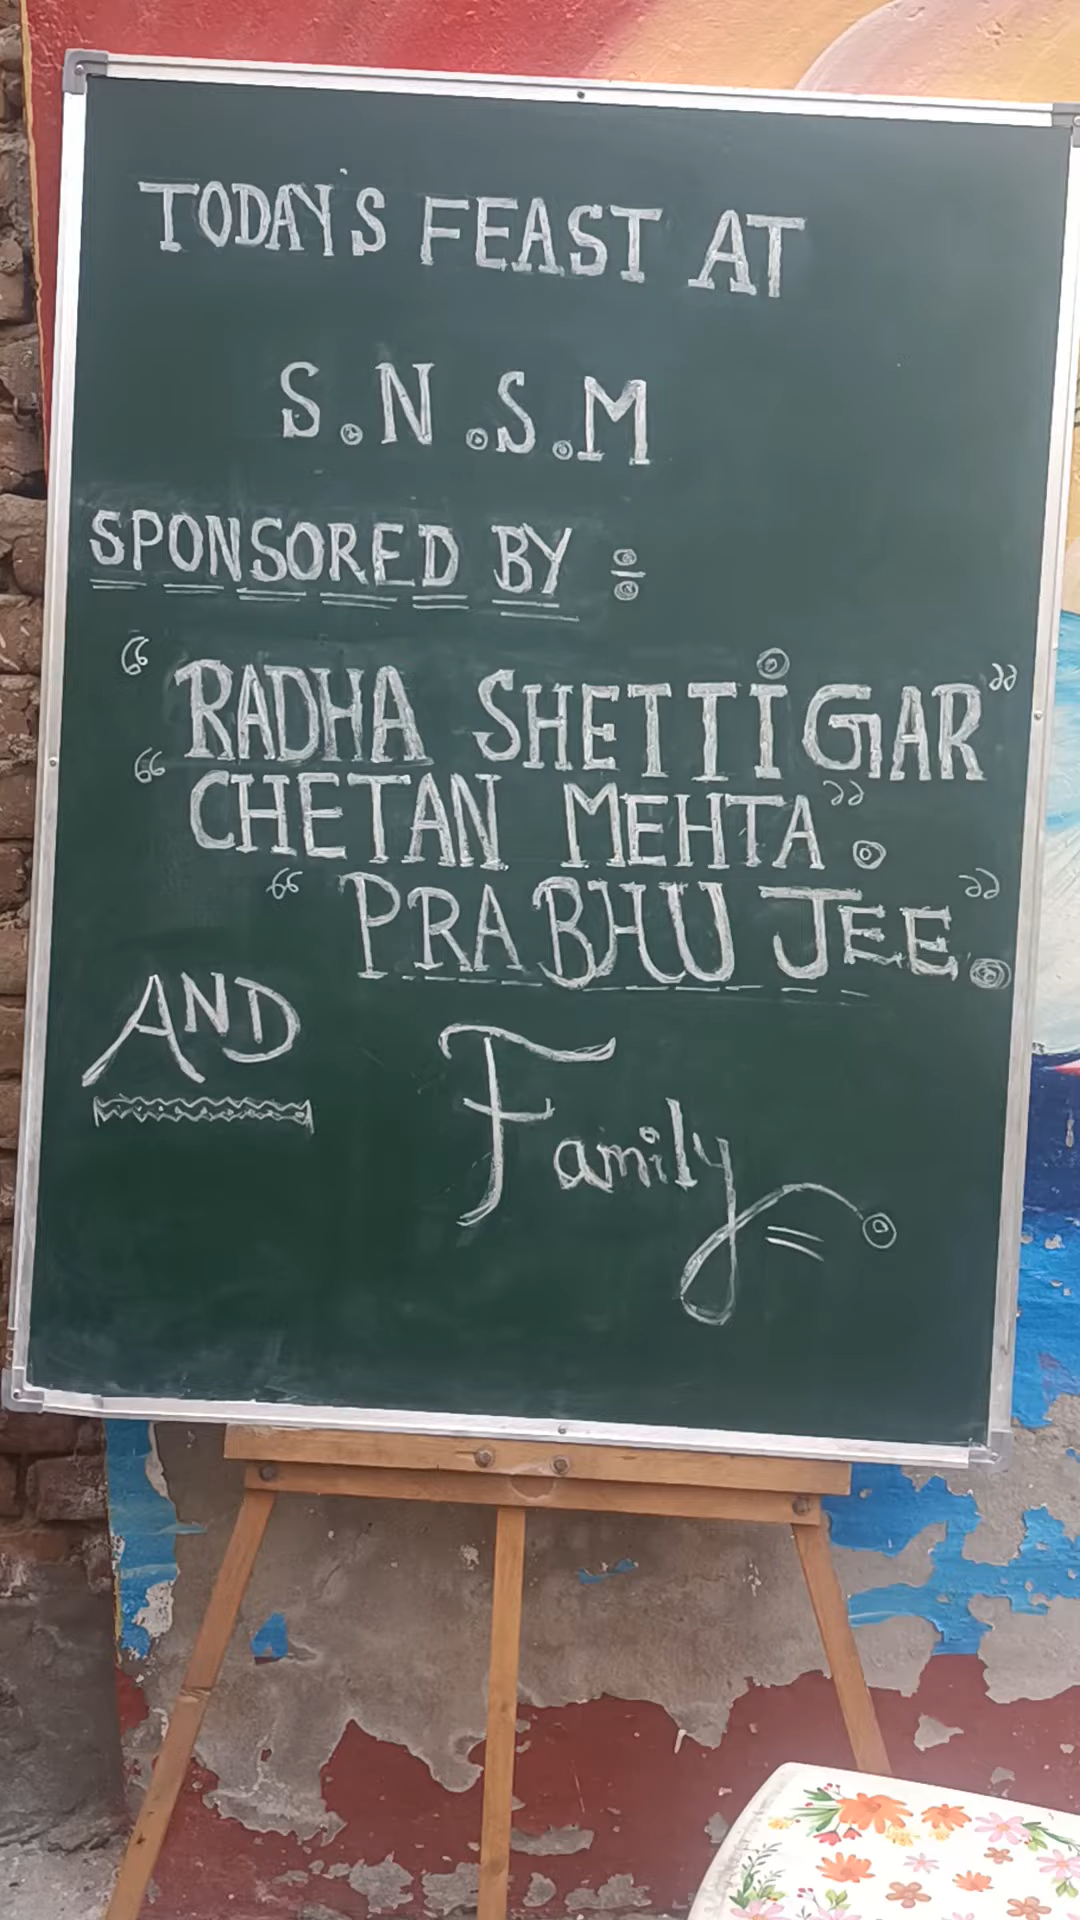 TODAY'S FEAST AT
S.N.S.M
SPONSORED BY :
"RADHA SHETTIGAR"
"CHETAN MEHTA".
"PRABHU JEE".
AND Family